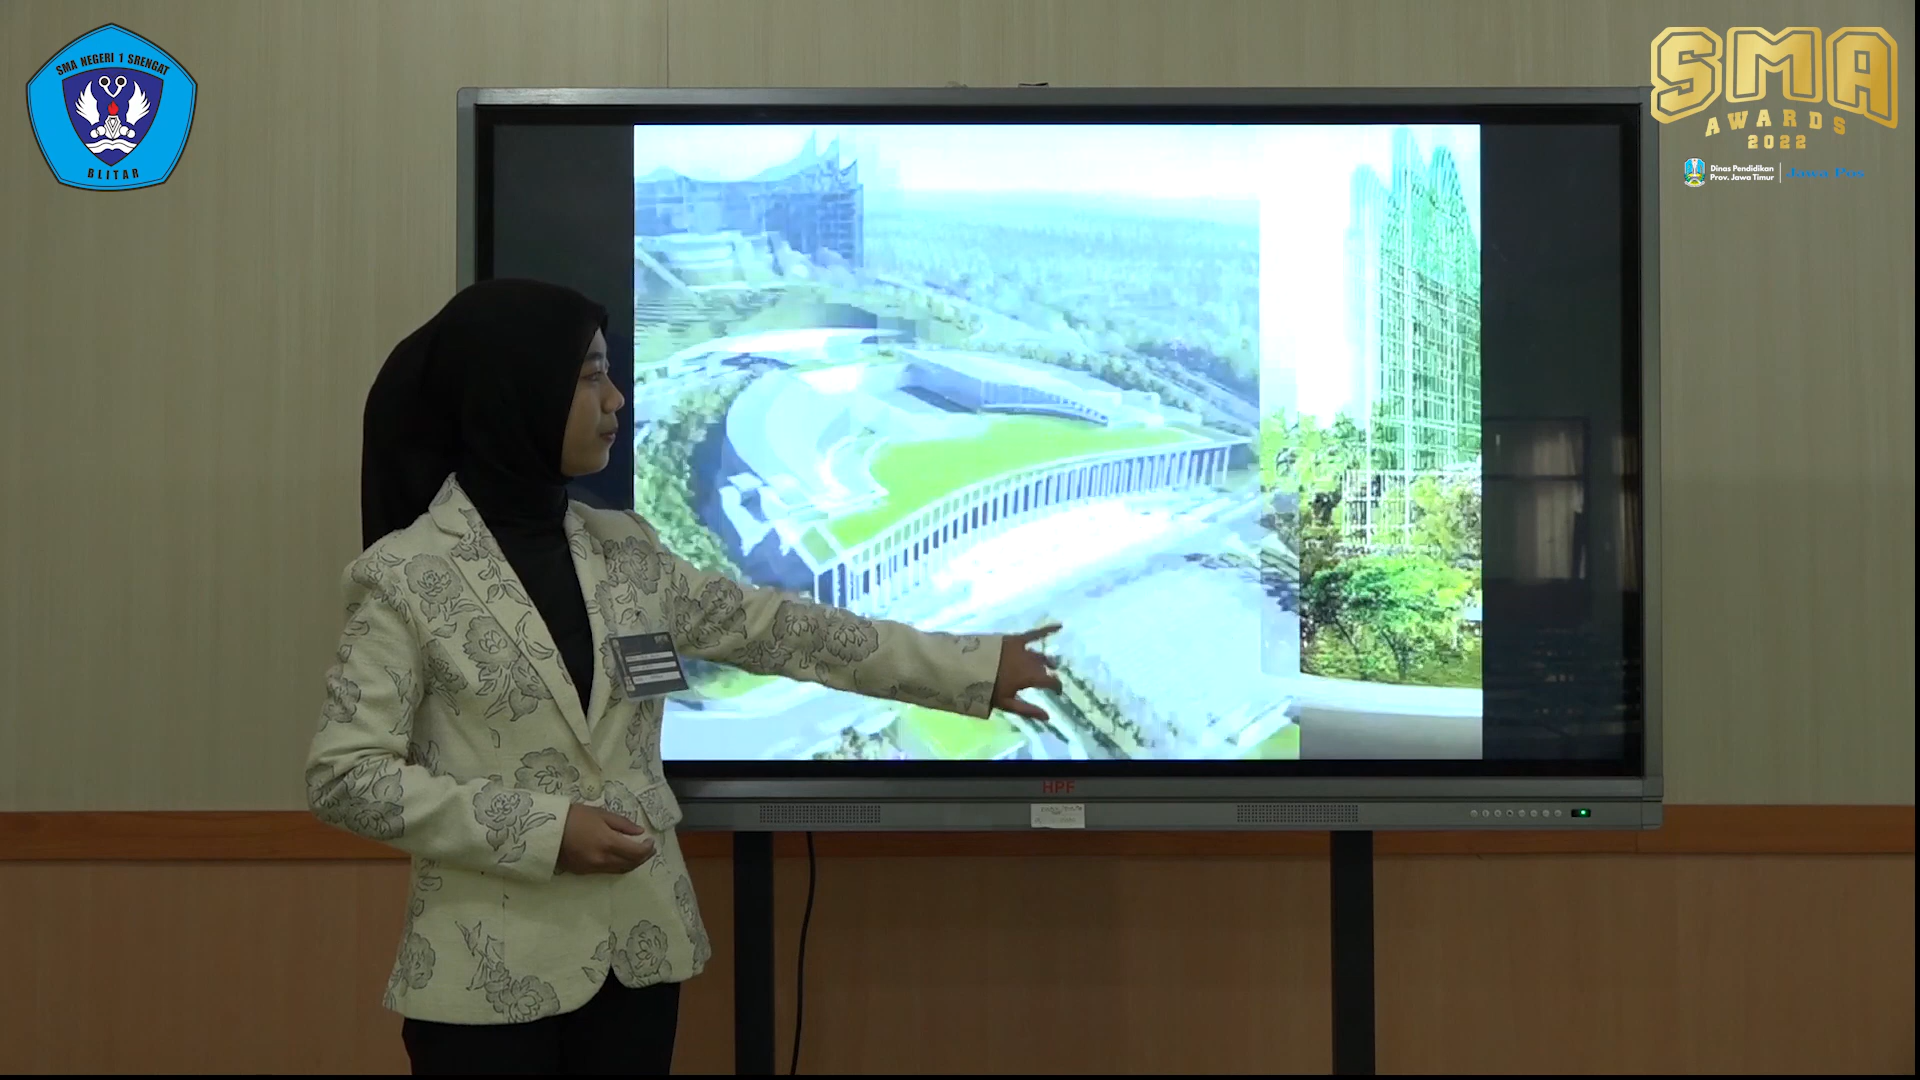 SMA NEGERI 1 SRENGAT
BLITAR
SMA
AWARDS
2022
Dinas Pendidikan
Prov. Jawa Timur
Jawa Pos
HPF